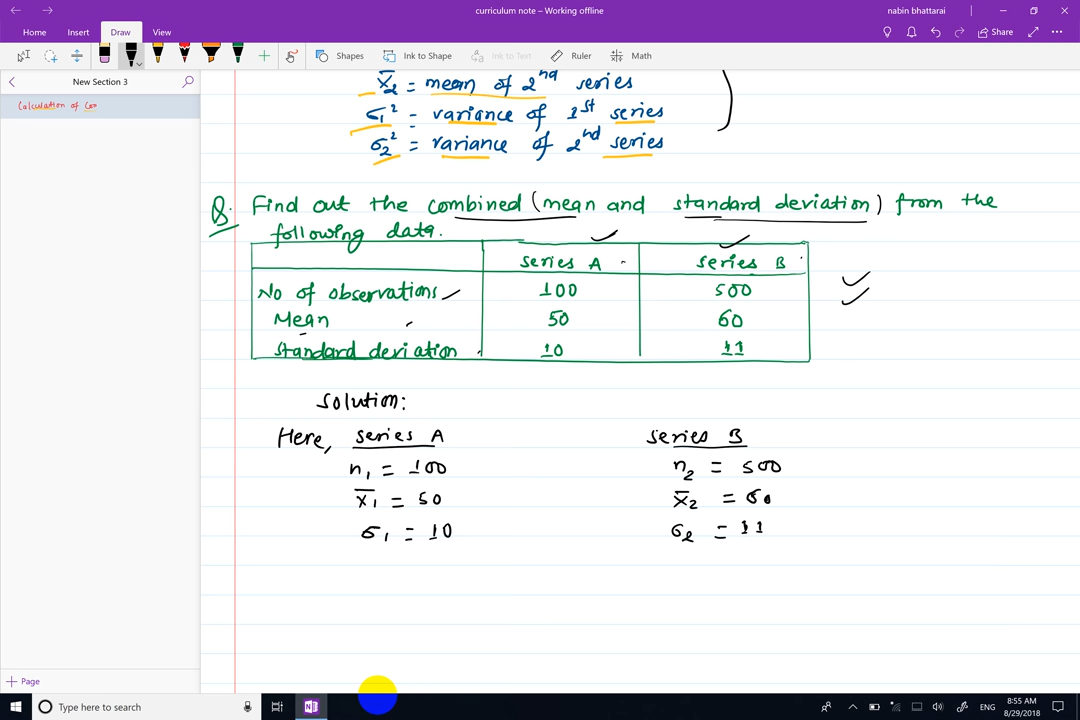 curriculum note – Working offline
nabin bhattarai
Home Insert Draw View
Share
Shapes Ink to Shape Ink to Text Ruler Math
New Section 3
Calculation of Co
x̄₂ = mean of 2nd series
σ₁² = variance of 1st series
σ₂² = variance of 2nd series
Q. Find out the combined (mean and standard deviation) from the
following data.
series A series B
No of observations 100 500
Mean 50 60
Standard deviation 10 11
Solution:
Here, series A series B
n₁ = 100 n₂ = 500
x̄₁ = 50 x̄₂ = 60
σ₁ = 10 σ₂ = 11
Page
Type here to search
ENG
8:55 AM
8/29/2018